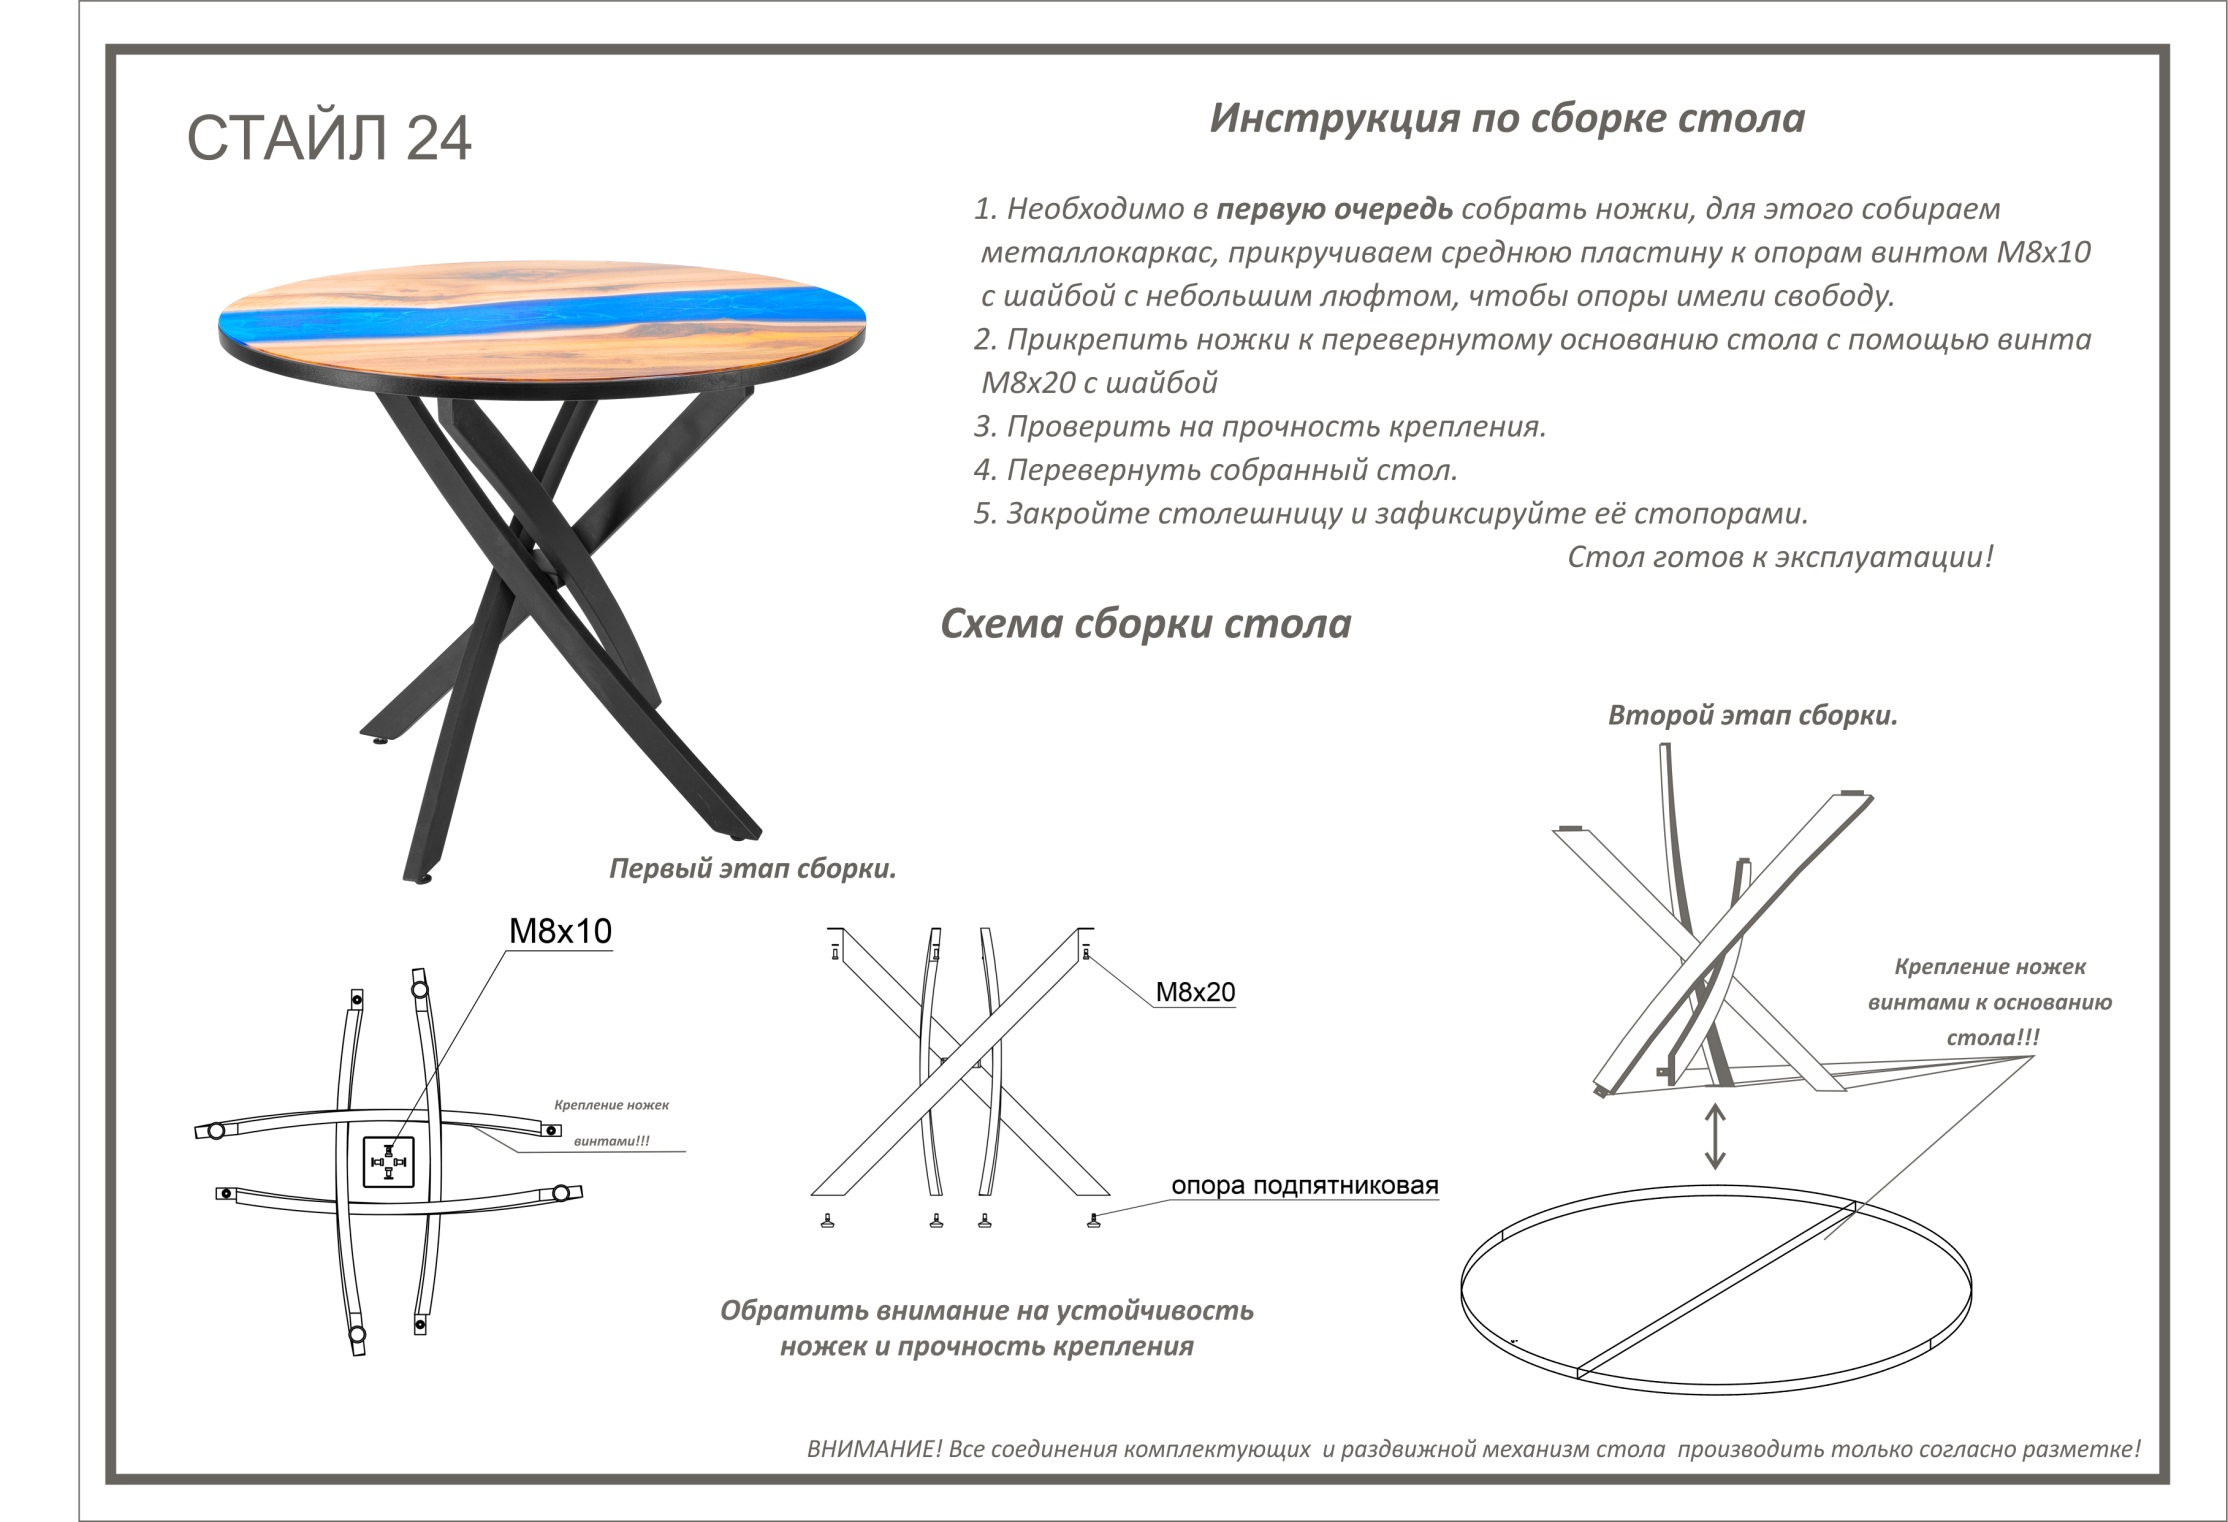 СТАЙЛ 24
Инструкция по сборке стола
1. Необходимо в первую очередь собрать ножки, для этого собираем
металлокаркас, прикручиваем среднюю пластину к опорам винтом М8х10
с шайбой с небольшим люфтом, чтобы опоры имели свободу.
2. Прикрепить ножки к перевернутому основанию стола с помощью винта
М8х20 с шайбой
3. Проверить на прочность крепления.
4. Перевернуть собранный стол.
5. Закройте столешницу и зафиксируйте её стопорами.
Стол готов к эксплуатации!
Схема сборки стола
Второй этап сборки.
Первый этап сборки.
М8х10
М8х20
Крепление ножек
винтами к основанию
стола!!!
Крепление ножек
винтами!!!
опора подпятниковая
Обратить внимание на устойчивость
ножек и прочность крепления
ВНИМАНИЕ! Все соединения комплектующих и раздвижной механизм стола производить только согласно разметке!